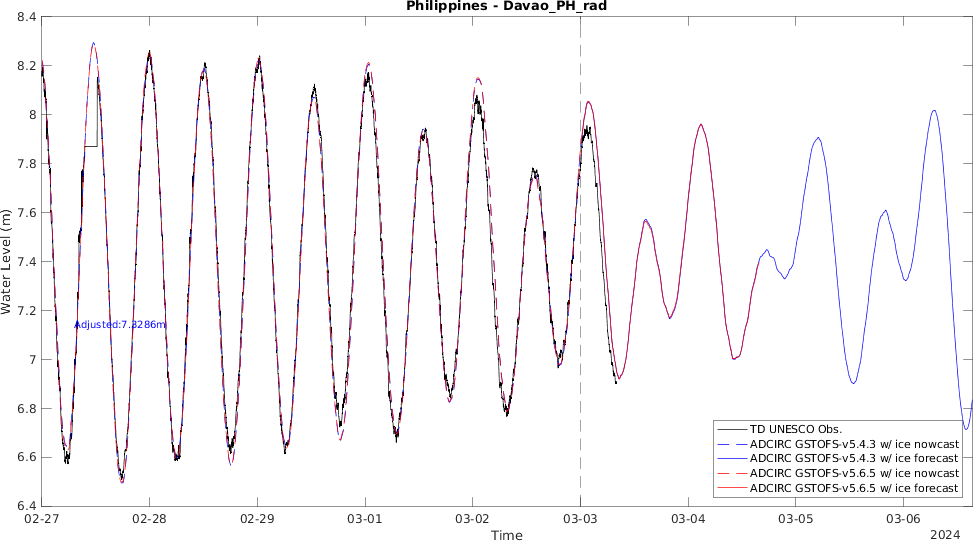 Philippines - Davao_PH_rad
8.4
8.2
8
7.8
7.6
7.4
7.2
7
6.8
6.6
6.4
Water Level (m)
Adjusted:7.3286m
TD UNESCO Obs.
ADCIRC GSTOFS-v5.4.3 w/ ice nowcast
ADCIRC GSTOFS-v5.4.3 w/ ice forecast
ADCIRC GSTOFS-v5.6.5 w/ ice nowcast
ADCIRC GSTOFS-v5.6.5 w/ ice forecast
02-27 02-28 02-29 03-01 03-02 03-03 03-04 03-05 03-06
Time
2024